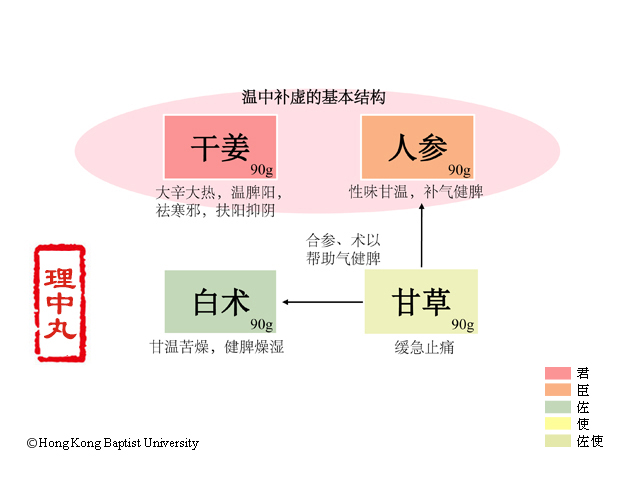 温中补虚的基本结构
干姜
90g
人参
90g
大辛大热，温脾阳，
祛寒邪，扶阳抑阴
性味甘温，补气健脾
合参、术以
帮助气健脾
理中丸
白术
90g
甘草
90g
甘温苦燥，健脾燥湿
缓急止痛
君
臣
佐
使
佐使
©Hong Kong Baptist University